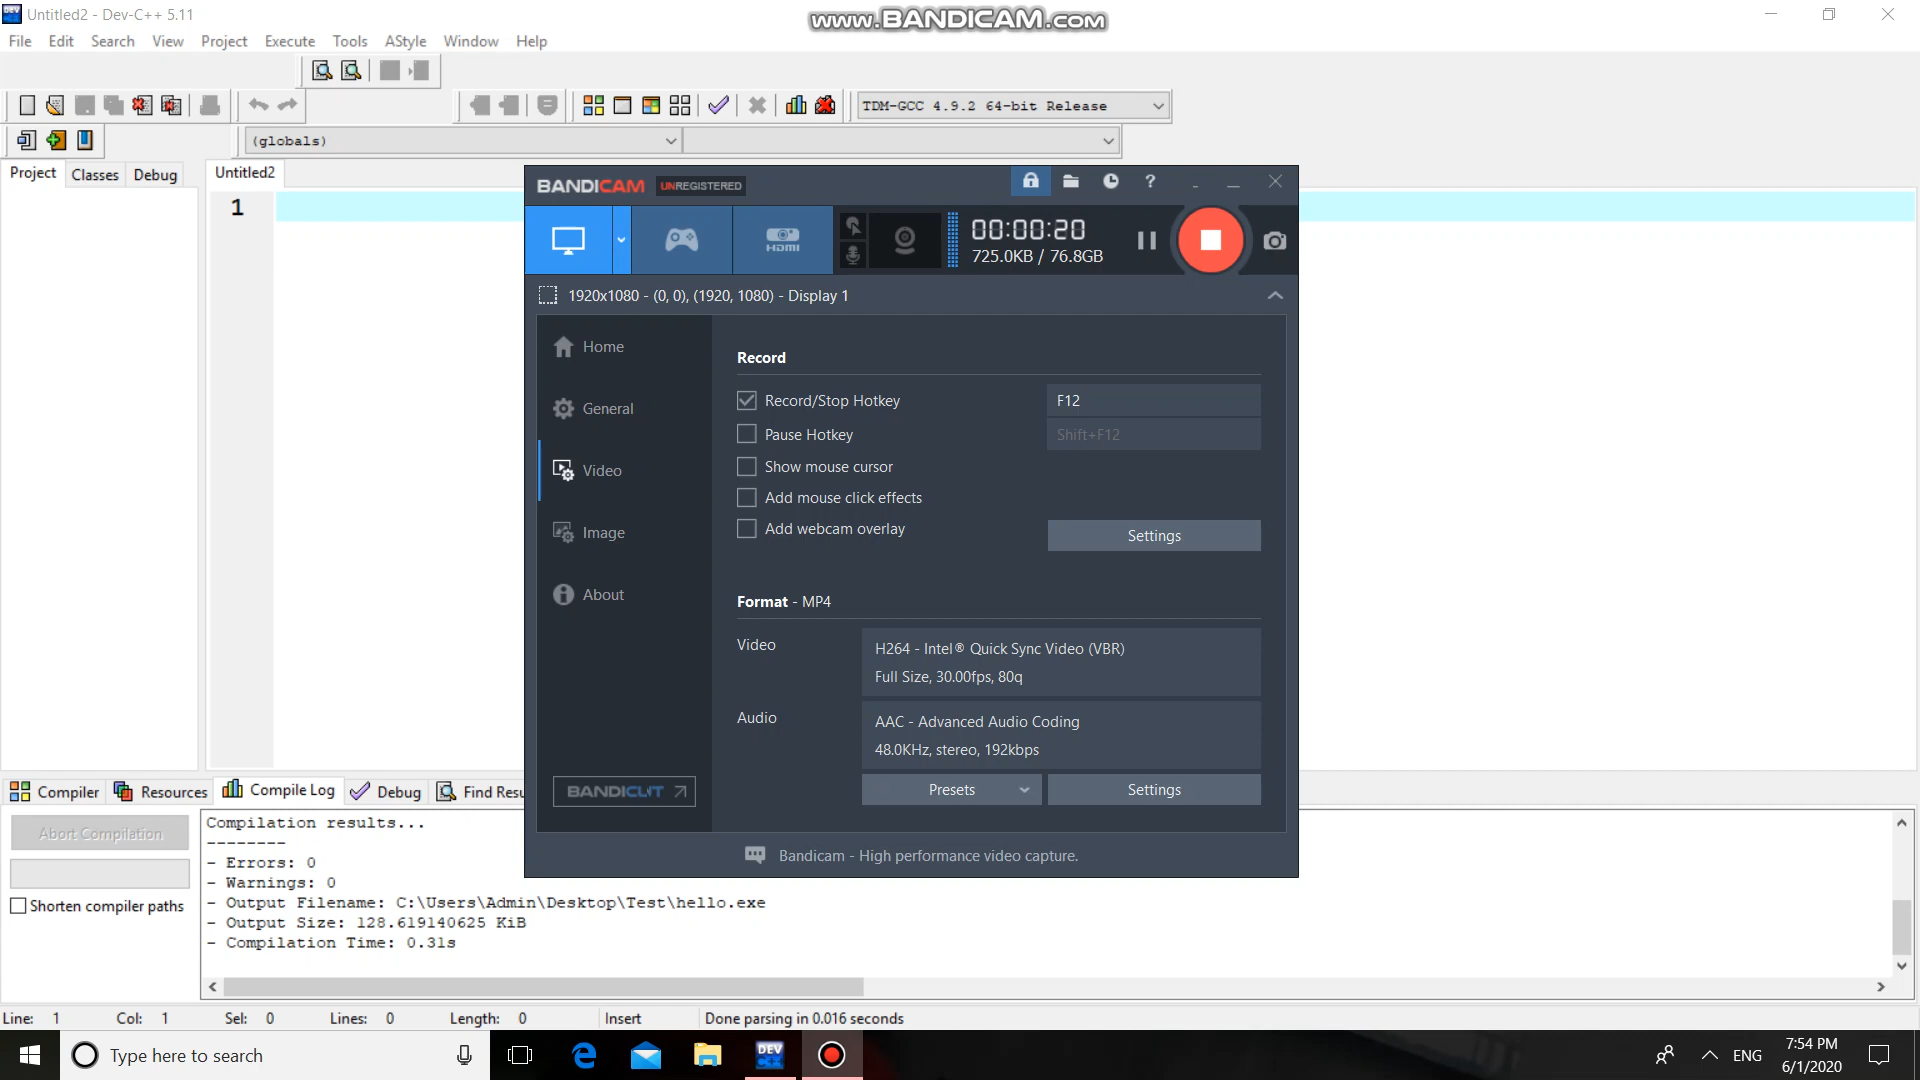 Untitled2 - Dev-C++ 5.11
www.BANDICAM.com
File Edit Search View Project Execute Tools AStyle Window Help
TDM-GCC 4.9.2 64-bit Release
(globals)
Project Classes Debug
Untitled2
1
BANDICAM UNREGISTERED
?
HDMI
00:00:20
725.0KB / 76.8GB
1920x1080 - (0, 0), (1920, 1080) - Display 1
Home
General
Video
Image
About
BANDICUT
Record
Record/Stop Hotkey F12
Pause Hotkey Shift+F12
Show mouse cursor
Add mouse click effects
Add webcam overlay
Settings
Format - MP4
Video
H264 - Intel® Quick Sync Video (VBR)
Full Size, 30.00fps, 80q
Audio
AAC - Advanced Audio Coding
48.0KHz, stereo, 192kbps
Presets Settings
Bandicam - High performance video capture.
Compiler Resources Compile Log Debug Find Resu
Abort Compilation
Shorten compiler paths
Compilation results...
--------
- Errors: 0
- Warnings: 0
- Output Filename: C:\Users\Admin\Desktop\Test\hello.exe
- Output Size: 128.619140625 KiB
- Compilation Time: 0.31s
Line: 1 Col: 1 Sel: 0 Lines: 0 Length: 0 Insert Done parsing in 0.016 seconds
Type here to search
DEV C++
ENG
7:54 PM
6/1/2020